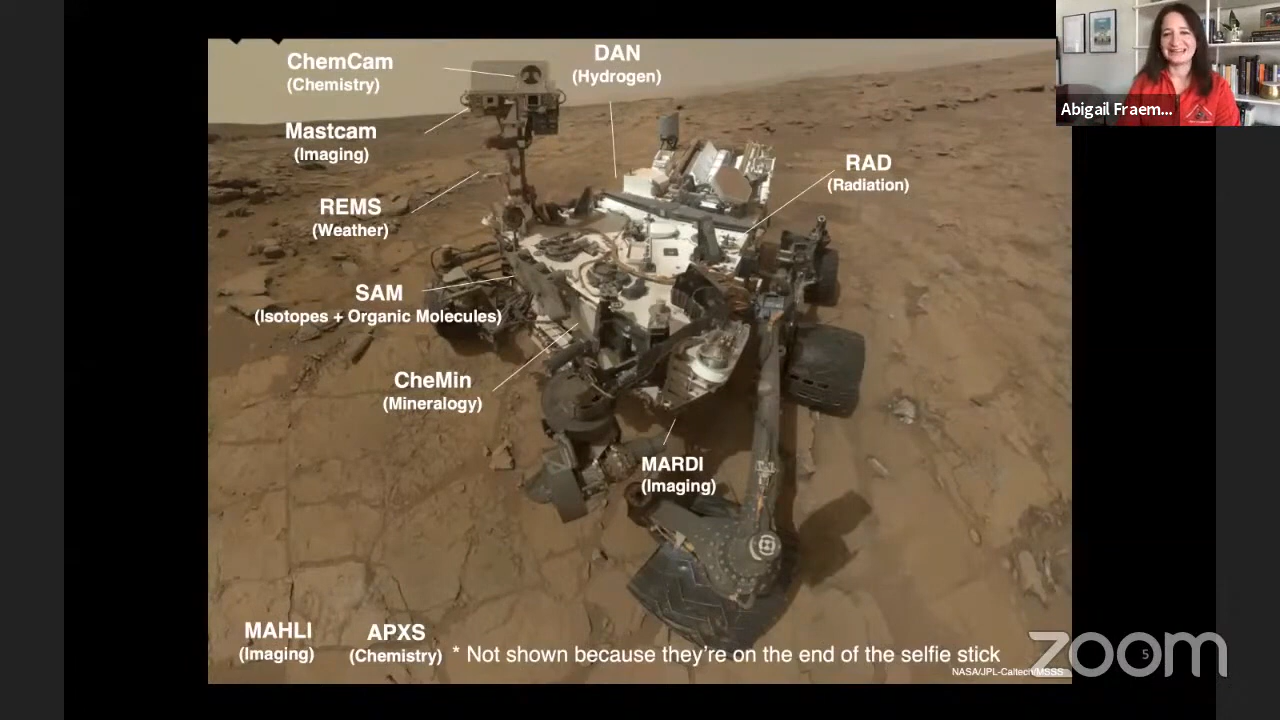 ChemCam
(Chemistry)
DAN
(Hydrogen)
Abigail Fraem...
Mastcam
(Imaging)
RAD
(Radiation)
REMS
(Weather)
SAM
(Isotopes + Organic Molecules)
CheMin
(Mineralogy)
MARDI
(Imaging)
MAHLI
(Imaging)
APXS
(Chemistry)
* Not shown because they're on the end of the selfie stick
NASA/JPL-Caltech/MSSS
5
zoom